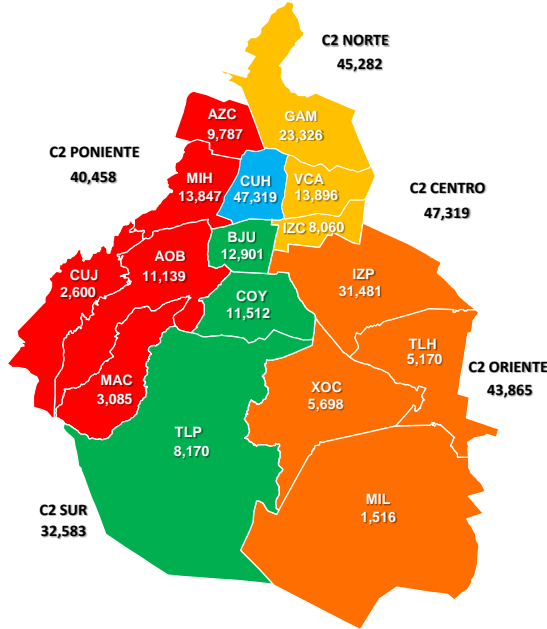 C2 NORTE
45,282
AZC
9,787
GAM
23,326
C2 PONIENTE
40,458
MIH
13,847
CUH
47,319
VCA
13,896
C2 CENTRO
47,319
IZC 8,060
BJU
12,901
AOB
11,139
CUJ
2,600
IZP
31,481
COY
11,512
TLH
5,170
C2 ORIENTE
43,865
MAC
3,085
XOC
5,698
TLP
8,170
MIL
1,516
C2 SUR
32,583